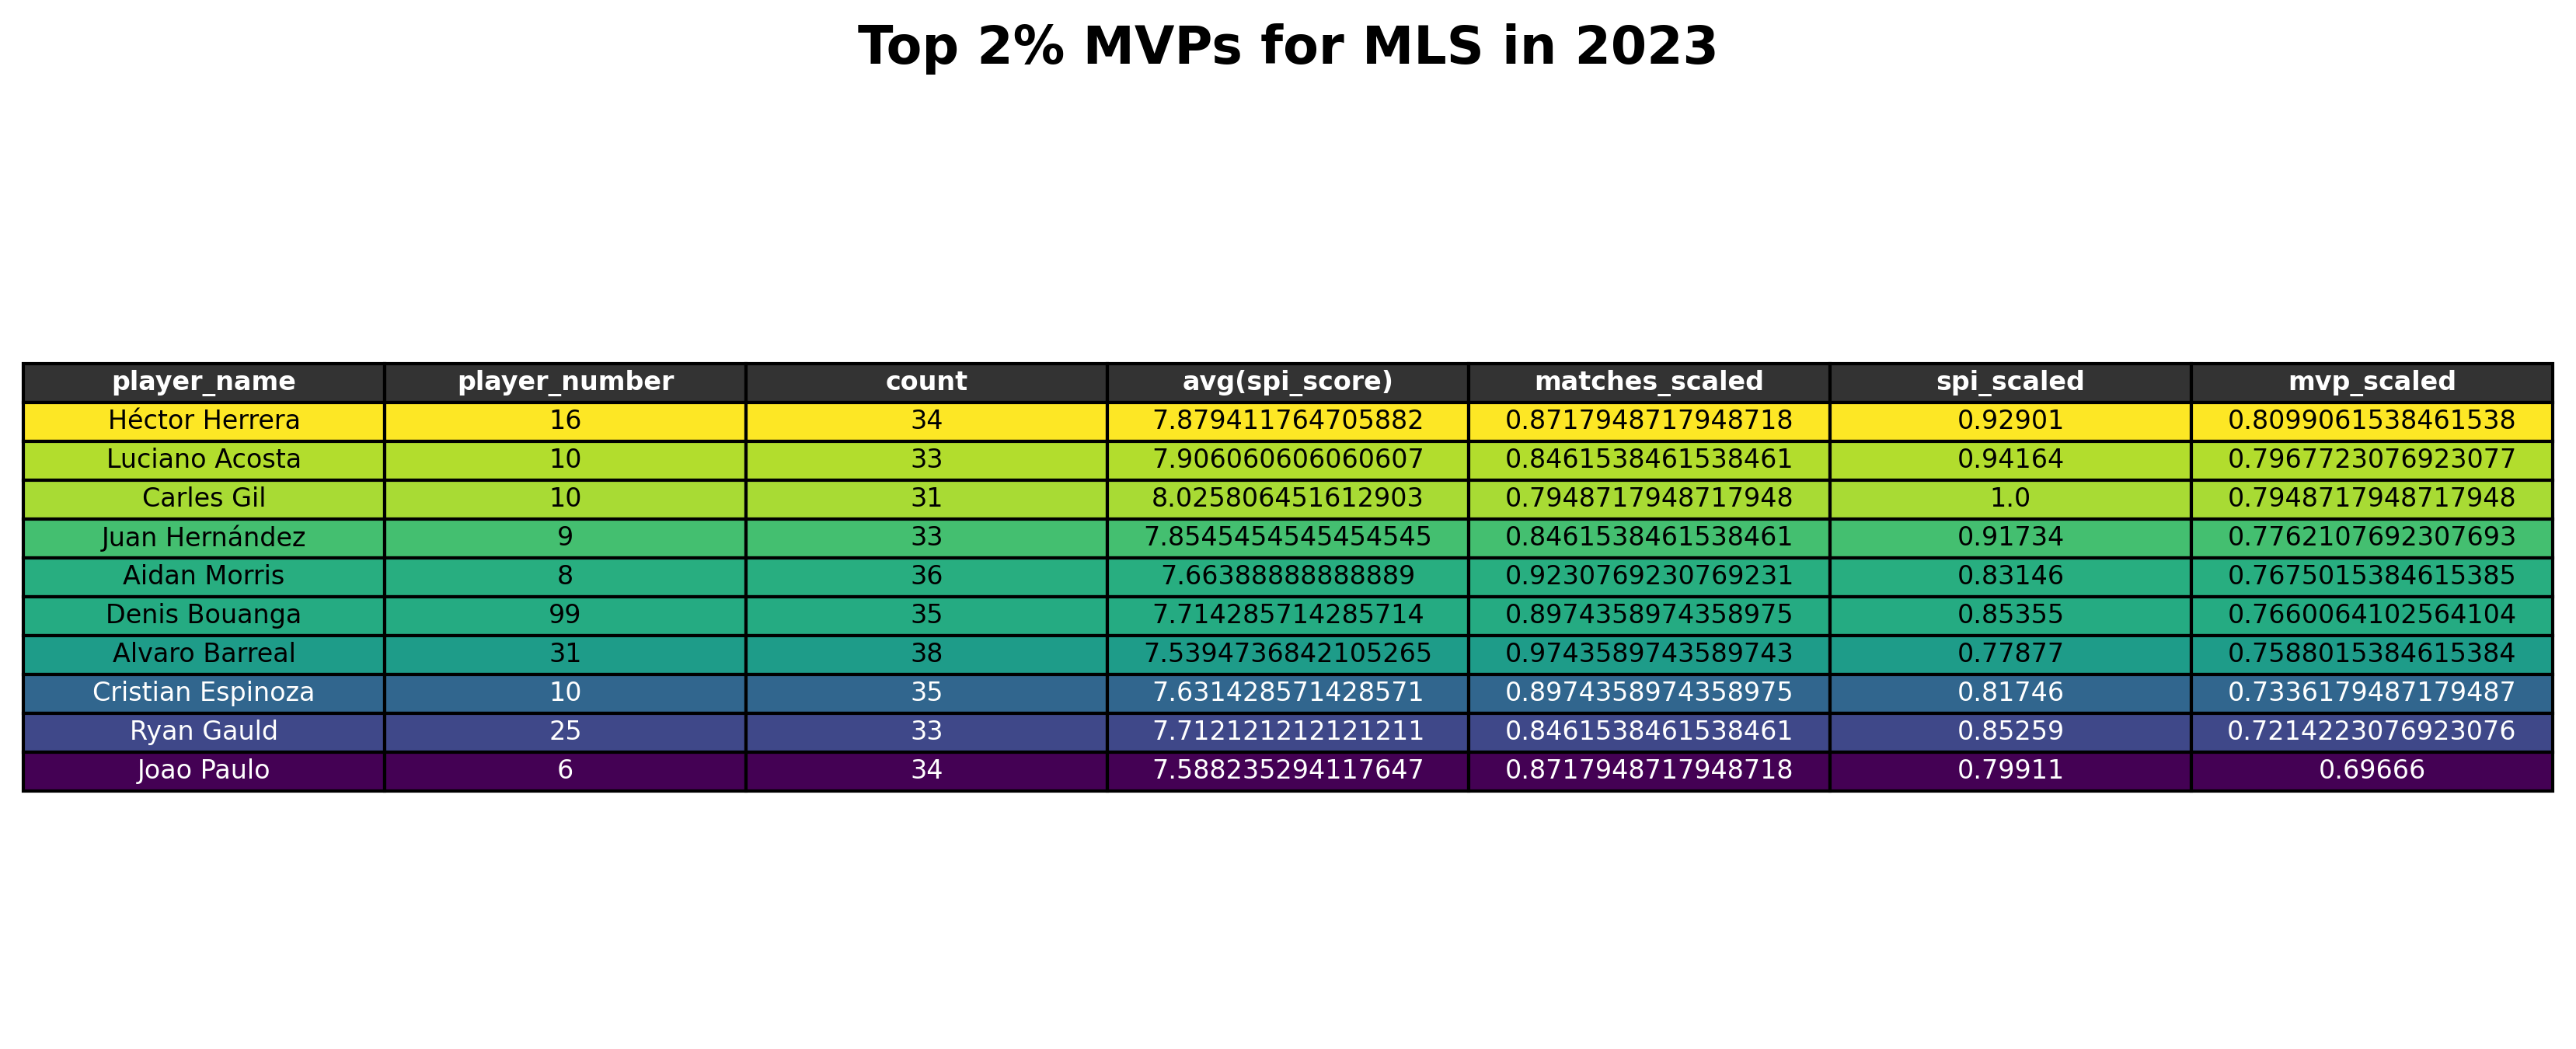 Top 2% MVPs for MLS in 2023
player_name player_number count avg(spi_score) matches_scaled spi_scaled mvp_scaled
Héctor Herrera 16 34 7.879411764705882 0.8717948717948718 0.92901 0.8099061538461538
Luciano Acosta 10 33 7.906060606060607 0.8461538461538461 0.94164 0.7967723076923077
Carles Gil 10 31 8.025806451612903 0.7948717948717948 1.0 0.7948717948717948
Juan Hernández 9 33 7.8545454545454545 0.8461538461538461 0.91734 0.7762107692307693
Aidan Morris 8 36 7.66388888888889 0.9230769230769231 0.83146 0.7675015384615385
Denis Bouanga 99 35 7.714285714285714 0.8974358974358975 0.85355 0.7660064102564104
Alvaro Barreal 31 38 7.5394736842105265 0.9743589743589743 0.77877 0.7588015384615384
Cristian Espinoza 10 35 7.631428571428571 0.8974358974358975 0.81746 0.7336179487179487
Ryan Gauld 25 33 7.712121212121211 0.8461538461538461 0.85259 0.7214223076923076
Joao Paulo 6 34 7.588235294117647 0.8717948717948718 0.79911 0.69666